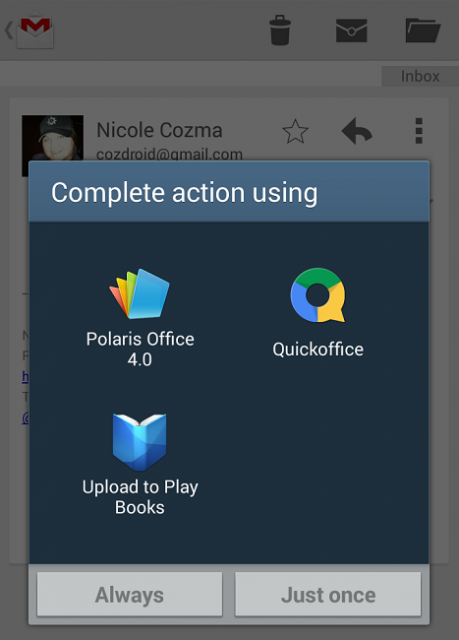 Inbox
Nicole Cozma
cozdroid@gmail.com
Complete action using
Polaris Office
4.0
Quickoffice
Upload to Play
Books
Always
Just once